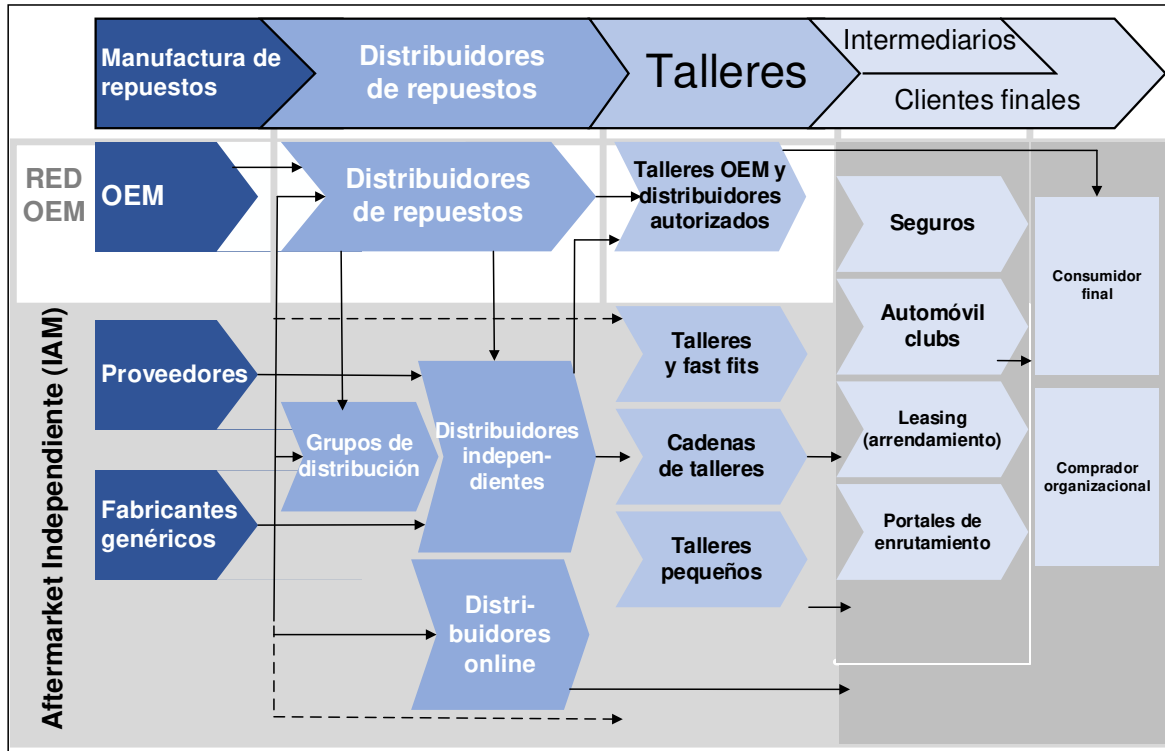 Manufactura de
repuestos
Distribuidores
de repuestos
Talleres
Intermediarios
Clientes finales
RED
OEM
OEM
Distribuidores
de repuestos
Talleres OEM y
distribuidores
autorizados
Seguros
Consumidor
final
Aftermarket Independiente (IAM)
Proveedores
Fabricantes
genéricos
Grupos de
distribución
Distribuidores
indepen-
dientes
Distri-
buidores
online
Talleres
y fast fits
Cadenas
de talleres
Talleres
pequeños
Automóvil
clubs
Leasing
(arrendamiento)
Portales de
enrutamiento
Comprador
organizacional